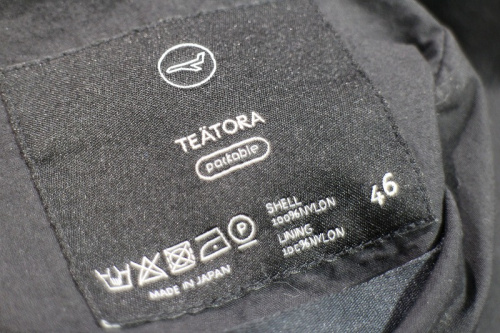 TEÄTORA
packable
46
SHELL
100%NYLON
LINING
100%NYLON
P
MADE IN JAPAN